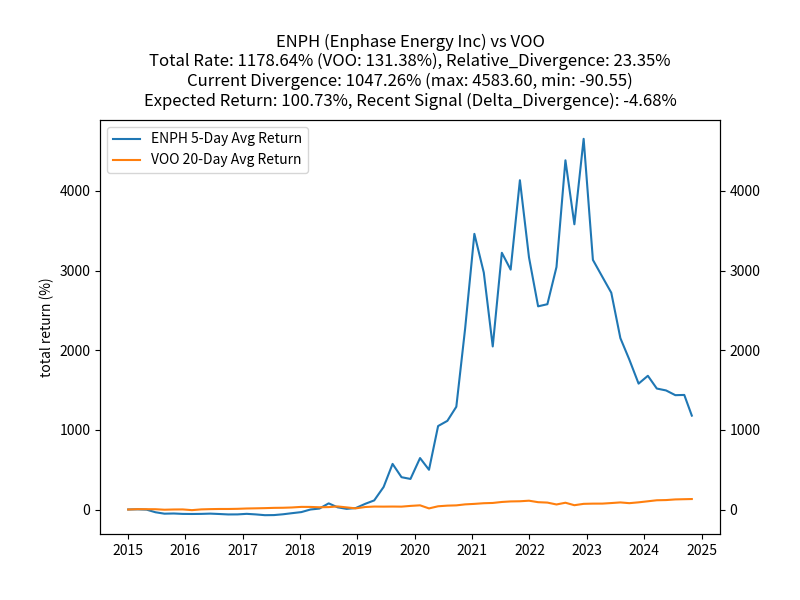 ENPH (Enphase Energy Inc) vs VOO
Total Rate: 1178.64% (VOO: 131.38%), Relative_Divergence: 23.35%
Current Divergence: 1047.26% (max: 4583.60, min: -90.55)
Expected Return: 100.73%, Recent Signal (Delta_Divergence): -4.68%
ENPH 5-Day Avg Return
VOO 20-Day Avg Return
total return (%)
4000
3000
2000
1000
0
4000
3000
2000
1000
0
2015 2016 2017 2018 2019 2020 2021 2022 2023 2024 2025